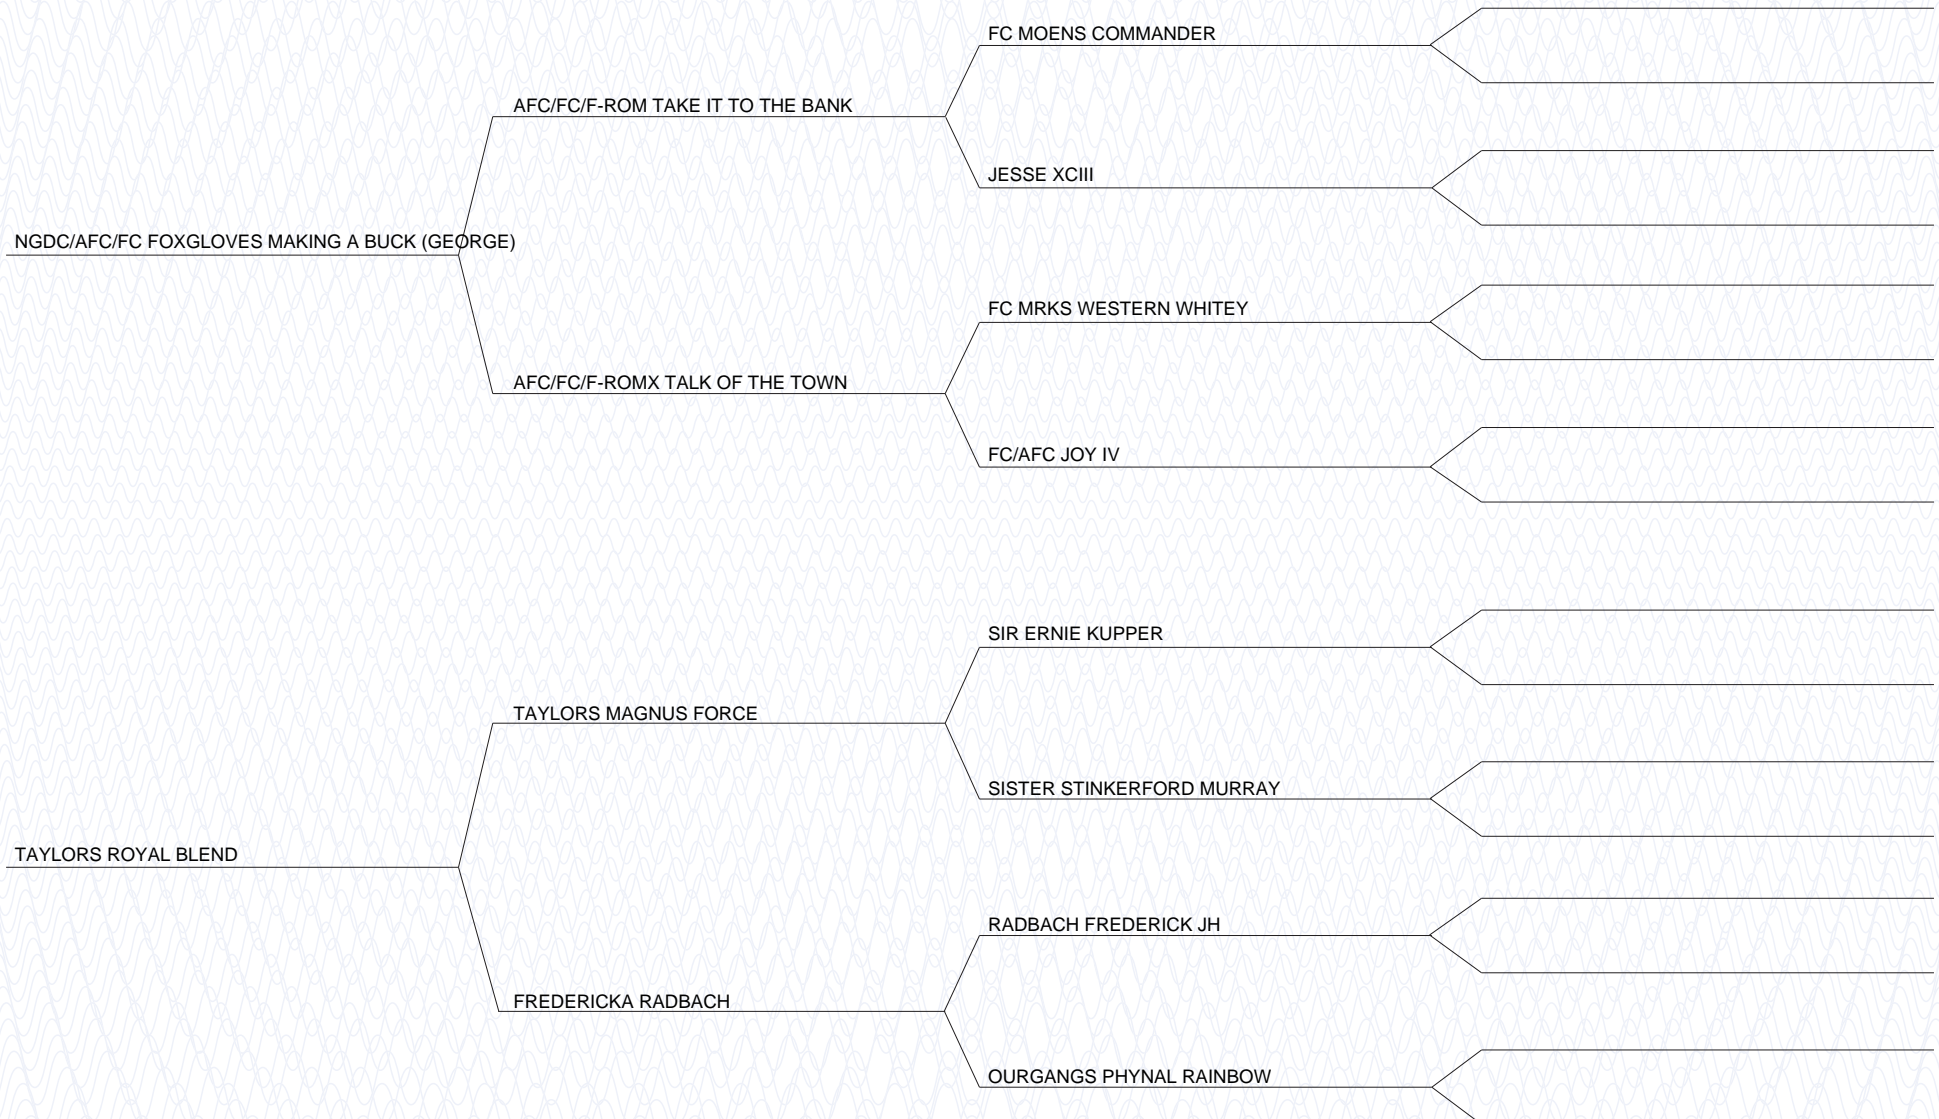 FC MOENS COMMANDER
AFC/FC/F-ROM TAKE IT TO THE BANK
JESSE XCIII
NGDC/AFC/FC FOXGLOVES MAKING A BUCK (GEORGE)
FC MRKS WESTERN WHITEY
AFC/FC/F-ROMX TALK OF THE TOWN
FC/AFC JOY IV
SIR ERNIE KUPPER
TAYLORS MAGNUS FORCE
SISTER STINKERFORD MURRAY
TAYLORS ROYAL BLEND
RADBACH FREDERICK JH
FREDERICKA RADBACH
OURGANGS PHYNAL RAINBOW